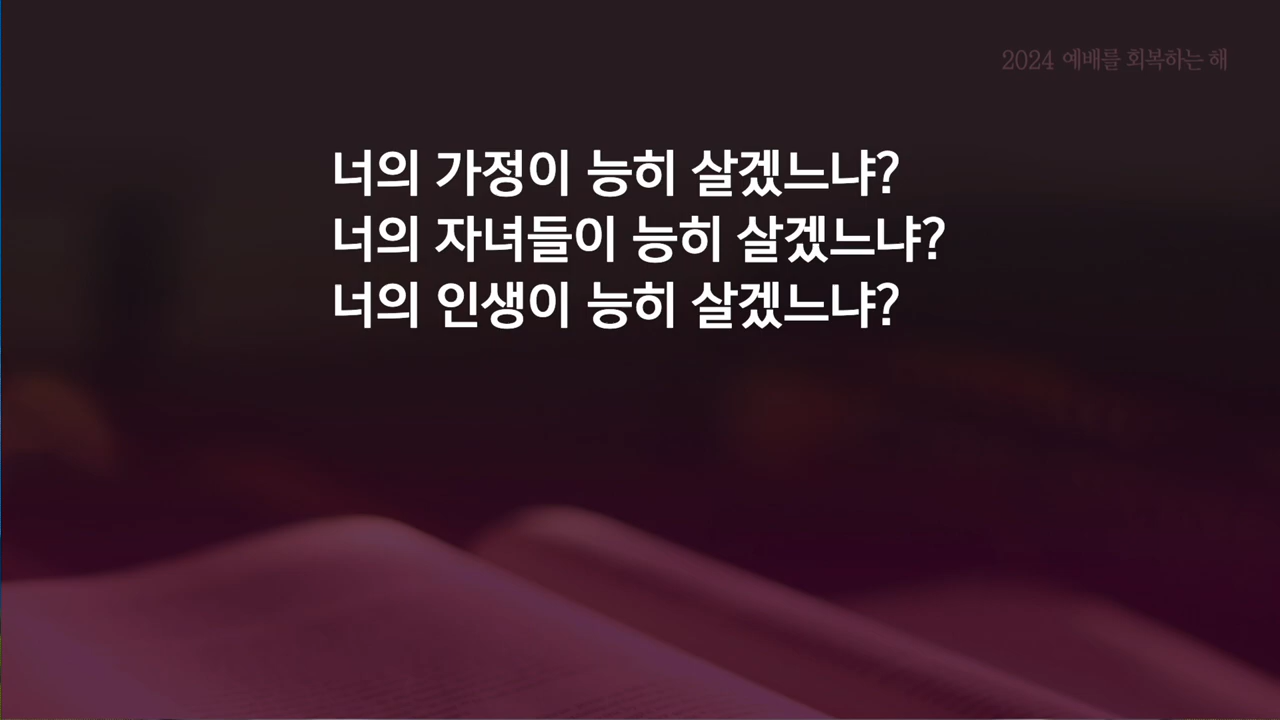 2024 예배를 회복하는 해
너의 가정이 능히 살겠느냐?
너의 자녀들이 능히 살겠느냐?
너의 인생이 능히 살겠느냐?